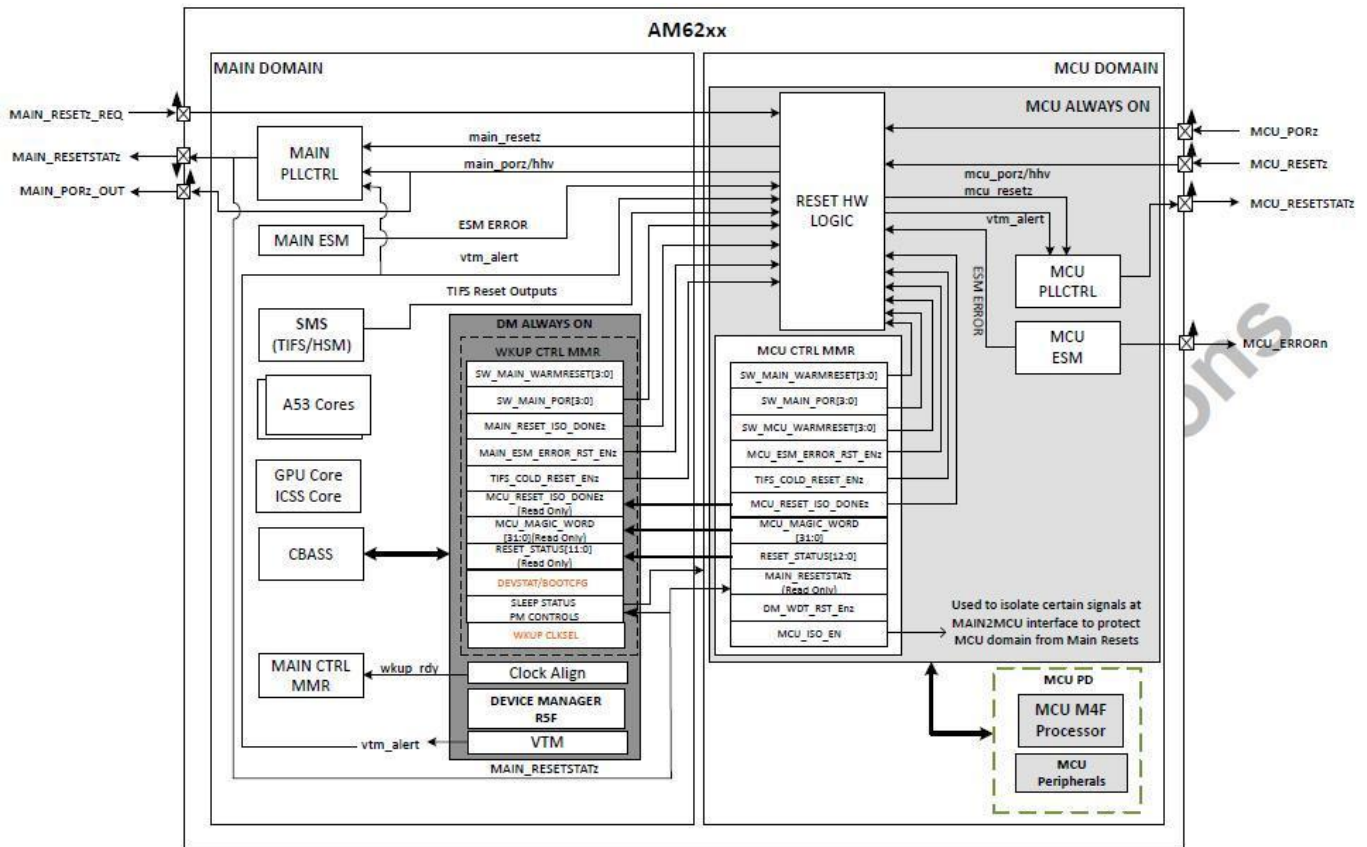 AM62xx
MAIN DOMAIN
MCU DOMAIN
MCU ALWAYS ON
MAIN_RESETz_REQ
MAIN_RESETSTATz
MAIN_PORz_OUT
MAIN
PLLCTRL
main_resetz
main_porz/hhv
MAIN ESM
ESM ERROR
vtm_alert
TIFS Reset Outputs
SMS
(TIFS/HSM)
A53 Cores
GPU Core
ICSS Core
CBASS
MAIN CTRL
MMR
wkup_rdy
vtm_alert
MAIN_RESETSTATz
DM ALWAYS ON
WKUP CTRL MMR
SW_MAIN_WARMRESET[3:0]
SW_MAIN_POR[3:0]
MAIN_RESET_ISO_DONEz
MAIN_ESM_ERROR_RST_ENz
TIFS_COLD_RESET_ENz
MCU_RESET_ISO_DONEz
(Read Only)
MCU_MAGIC_WORD
[31:0](Read Only)
RESET_STATUS[11:0]
(Read Only)
DEVSTAT/BOOTCFG
SLEEP STATUS
PM CONTROLS
WKUP CLKSEL
Clock Align
DEVICE MANAGER
R5F
VTM
RESET HW
LOGIC
MCU_PORz
MCU_RESETz
MCU_RESETSTATz
MCU_ERRORn
mcu_porz/hhv
mcu_resetz
vtm_alert
ESM ERROR
MCU
PLLCTRL
MCU
ESM
MCU CTRL MMR
SW_MAIN_WARMRESET[3:0]
SW_MAIN_POR[3:0]
SW_MCU_WARMRESET[3:0]
MCU_ESM_ERROR_RST_ENz
TIFS_COLD_RESET_ENz
MCU_RESET_ISO_DONEz
MCU_MAGIC_WORD
[31:0]
RESET_STATUS[12:0]
MAIN_RESETSTATz
(Read Only)
DM_WDT_RST_Enz
MCU_ISO_EN
Used to isolate certain signals at
MAIN2MCU interface to protect
MCU domain from Main Resets
MCU PD
MCU M4F
Processor
MCU
Peripherals
ons